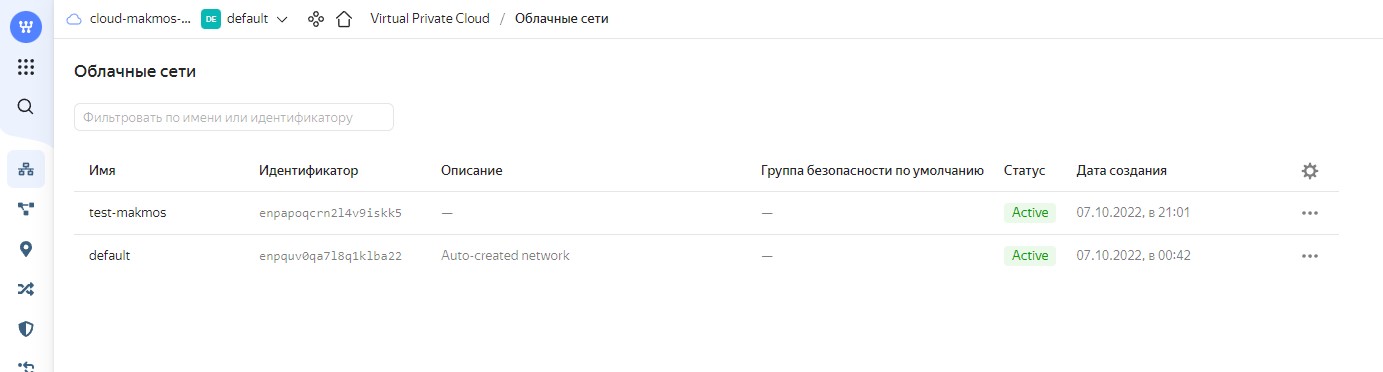 cloud-makmos-... DE default Virtual Private Cloud / Облачные сети
Облачные сети
Фильтровать по имени или идентификатору
Имя Идентификатор Описание Группа безопасности по умолчанию Статус Дата создания
test-makmos enpapoqcrn2l4v9iskk5 — — Active 07.10.2022, в 21:01
default enpquv0qa7l8q1klba22 Auto-created network — Active 07.10.2022, в 00:42